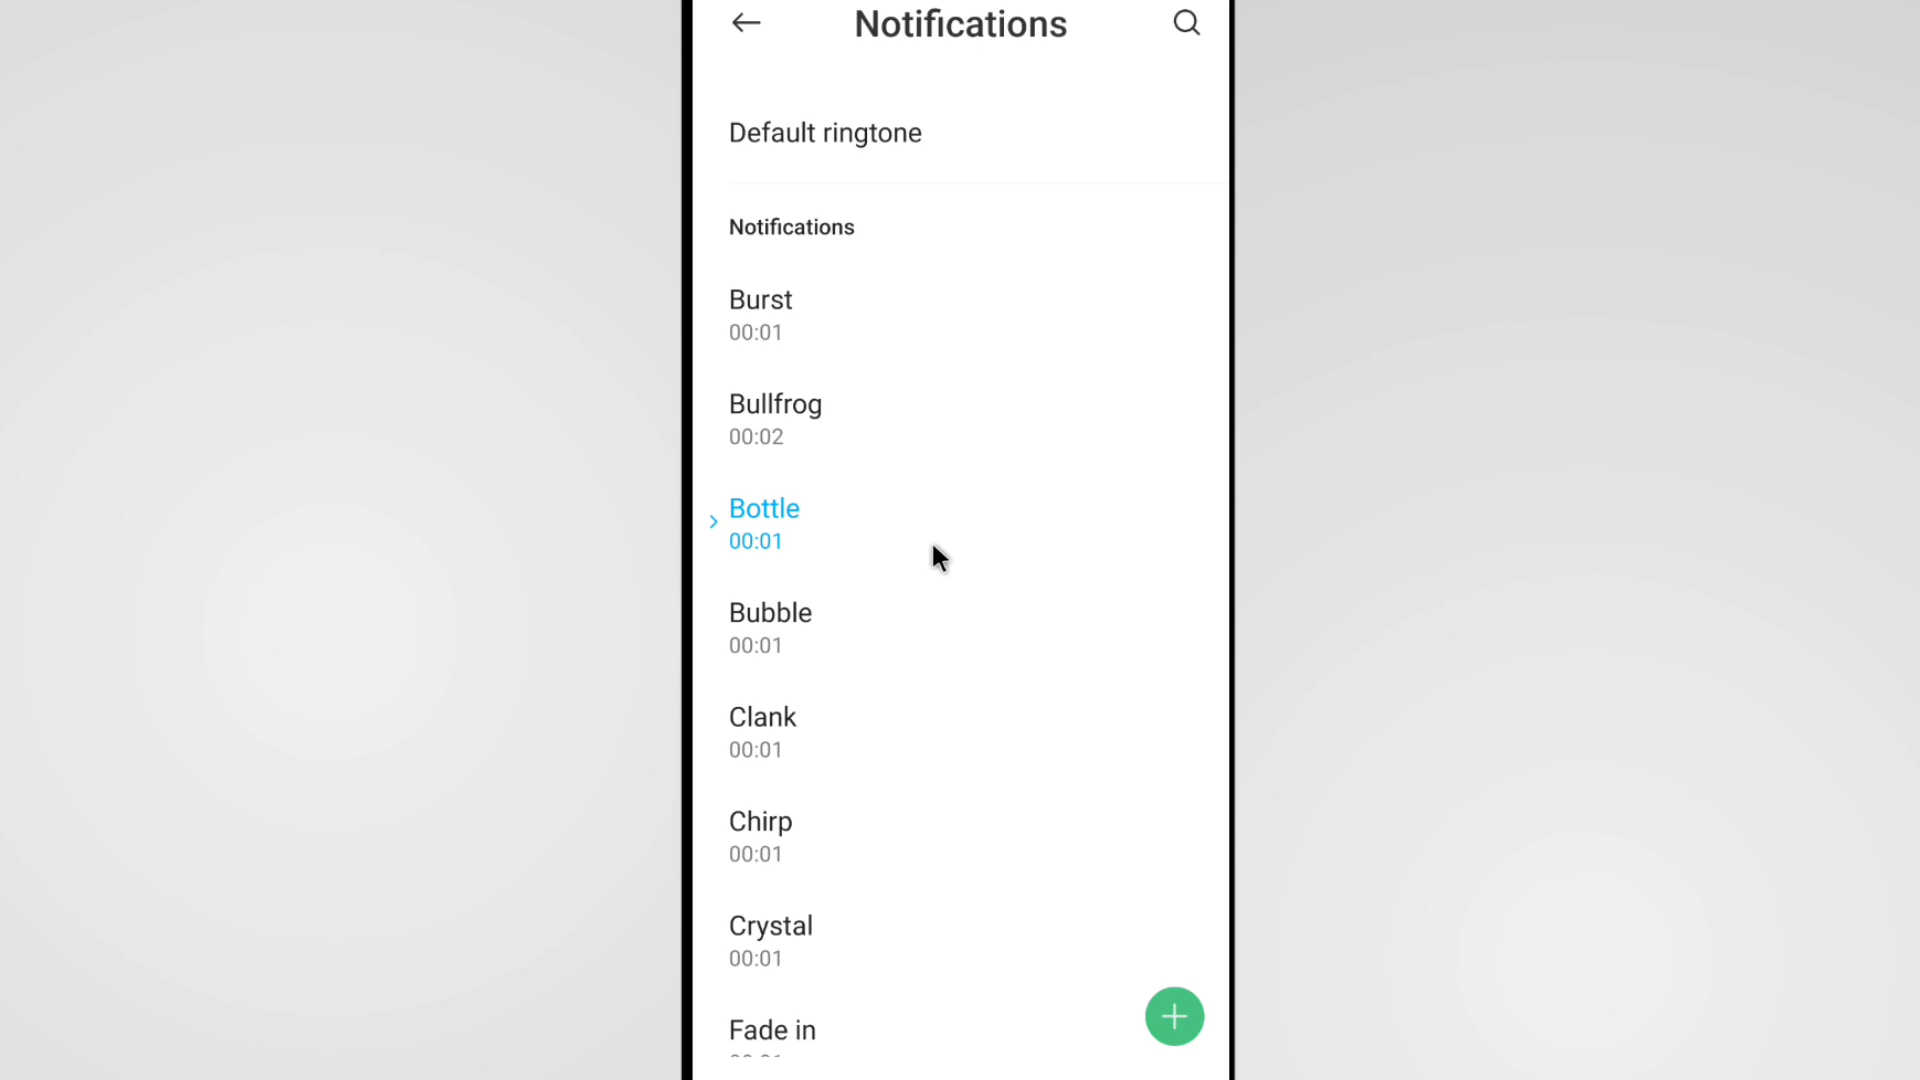 Notifications
Default ringtone
Notifications
Burst
00:01
Bullfrog
00:02
Bottle
00:01
Bubble
00:01
Clank
00:01
Chirp
00:01
Crystal
00:01
Fade in